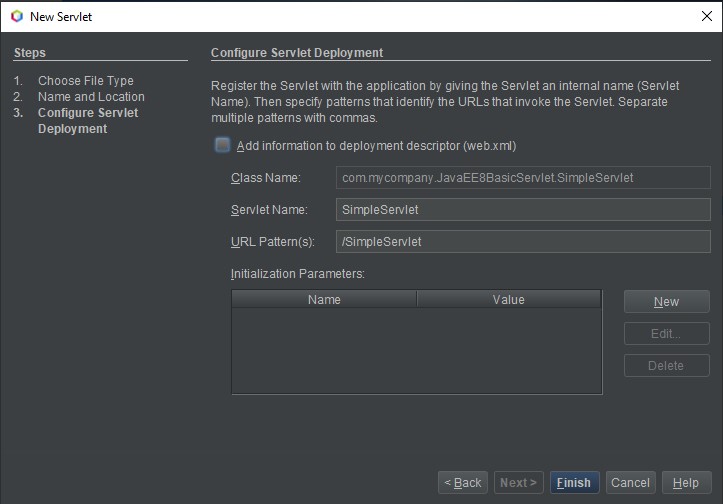 New Servlet
Steps
1. Choose File Type
2. Name and Location
3. Configure Servlet
Deployment
Configure Servlet Deployment
Register the Servlet with the application by giving the Servlet an internal name (Servlet
Name). Then specify patterns that identify the URLs that invoke the Servlet. Separate
multiple patterns with commas.
Add information to deployment descriptor (web.xml)
Class Name: com.mycompany.JavaEE8BasicServlet.SimpleServlet
Servlet Name: SimpleServlet
URL Pattern(s): /SimpleServlet
Initialization Parameters:
Name Value
New
Edit...
Delete
< Back Next > Finish Cancel Help